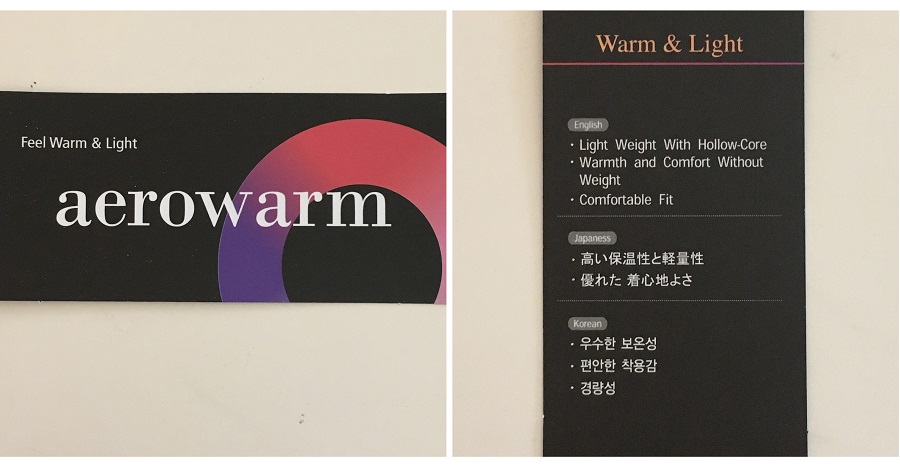 Feel Warm & Light
aerowarm
Warm & Light
English
· Light Weight With Hollow-Core
· Warmth and Comfort Without
Weight
· Comfortable Fit
Japaness
· 高い保温性と軽量性
· 優れた 着心地よさ
Korean
· 우수한 보온성
· 편안한 착용감
· 경량성